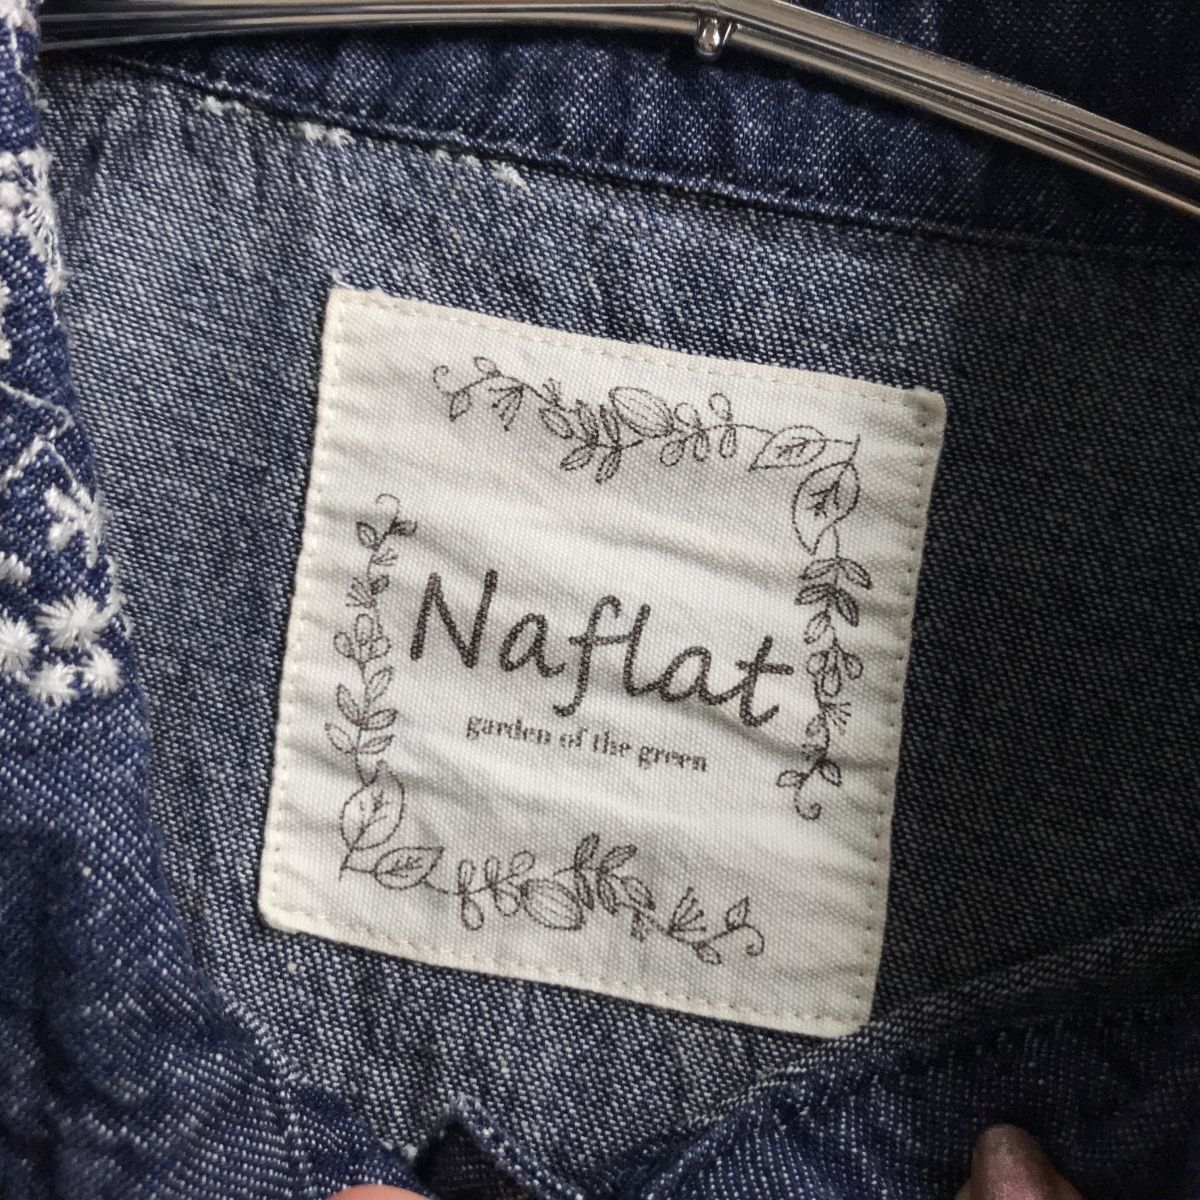 Naflat
garden of the green